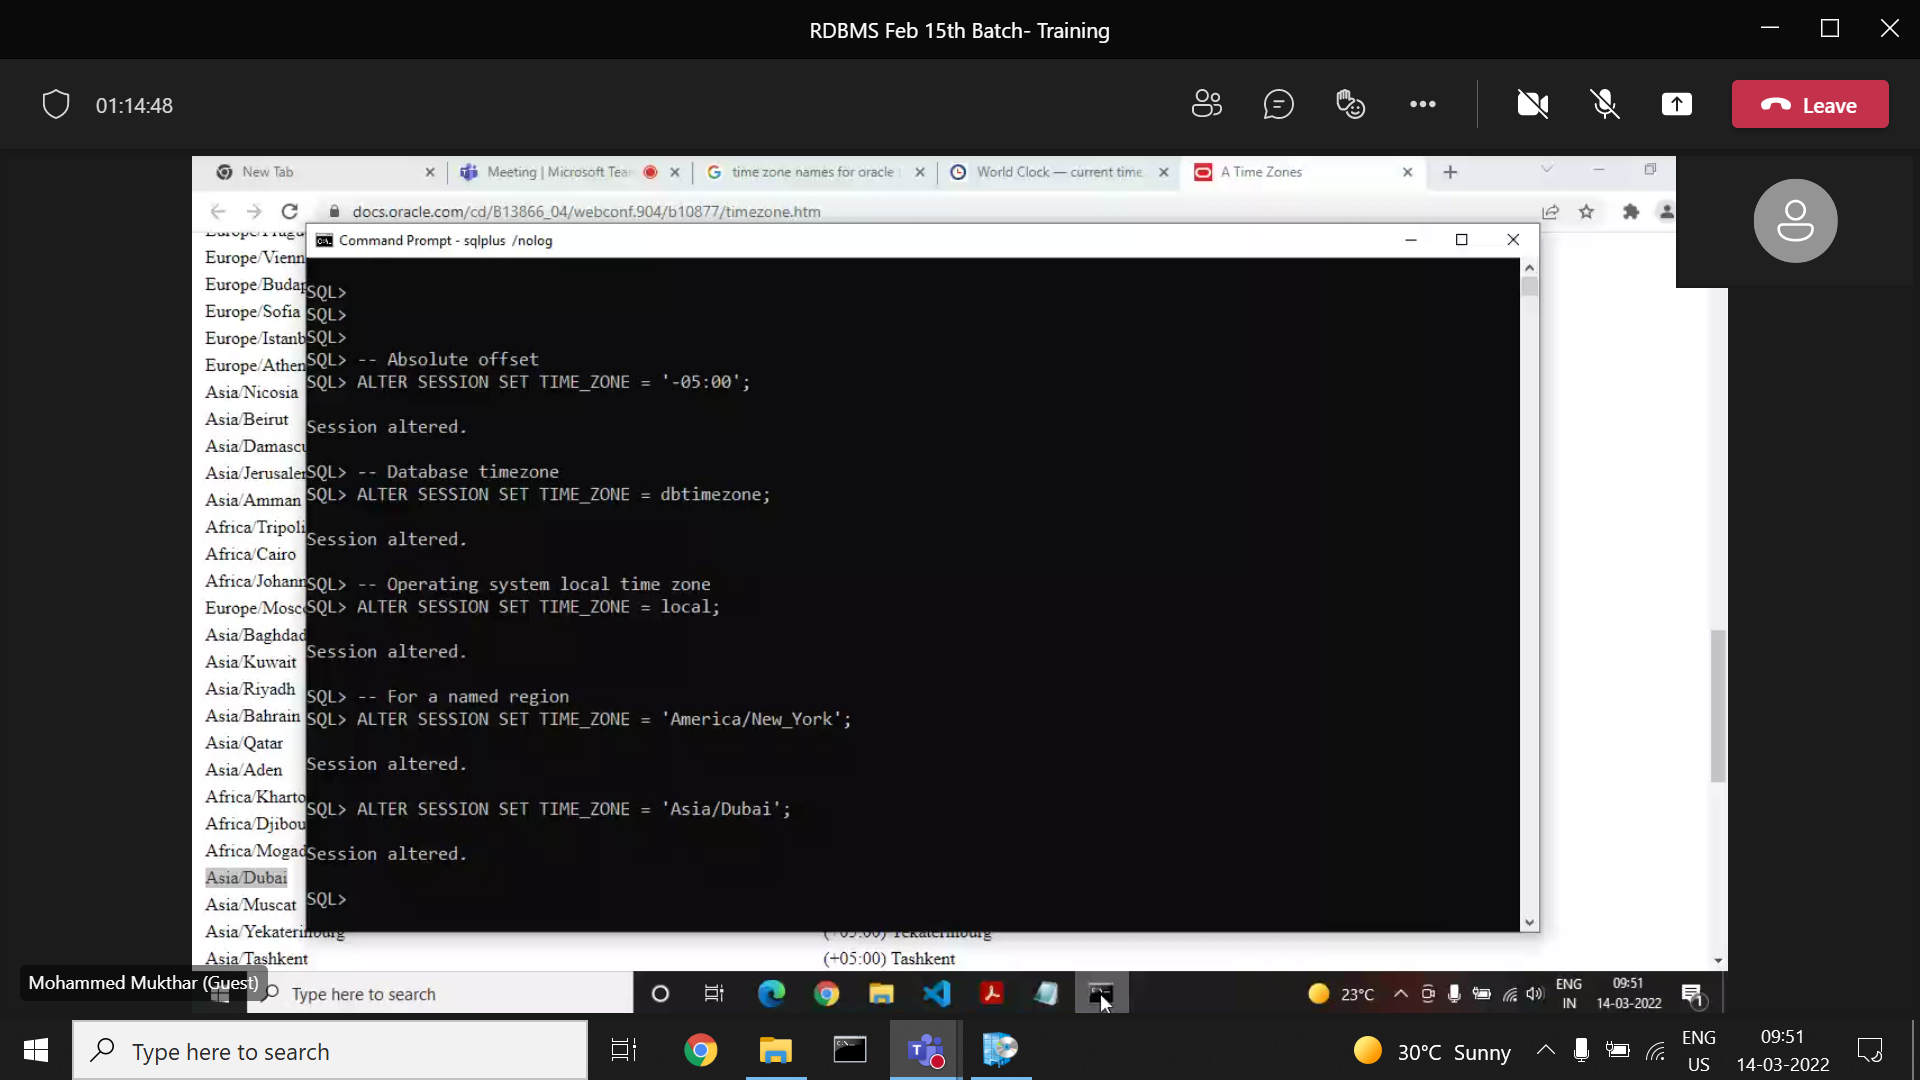 RDBMS Feb 15th Batch- Training
01:14:48
Leave
New Tab
Meeting | Microsoft Tea
time zone names for oracle
World Clock — current time
A Time Zones
docs.oracle.com/cd/B13866_04/webconf.904/b10877/timezone.htm
Command Prompt - sqlplus /nolog
Europe/Vienn
Europe/Budap
Europe/Sofia
Europe/Istanb
Europe/Athen
Asia/Nicosia
Asia/Beirut
Asia/Damascu
Asia/Jerusaler
Asia/Amman
Africa/Tripoli
Africa/Cairo
Africa/Johann
Europe/Mosc
Asia/Baghdad
Asia/Kuwait
Asia/Riyadh
Asia/Bahrain
Asia/Qatar
Asia/Aden
Africa/Kharto
Africa/Djibou
Africa/Mogad
Asia/Dubai
Asia/Muscat
Asia/Yekaterinburg
Asia/Tashkent
SQL>
SQL>
SQL>
SQL> -- Absolute offset
SQL> ALTER SESSION SET TIME_ZONE = '-05:00';
Session altered.
SQL> -- Database timezone
SQL> ALTER SESSION SET TIME_ZONE = dbtimezone;
Session altered.
SQL> -- Operating system local time zone
SQL> ALTER SESSION SET TIME_ZONE = local;
Session altered.
SQL> -- For a named region
SQL> ALTER SESSION SET TIME_ZONE = 'America/New_York';
Session altered.
SQL> ALTER SESSION SET TIME_ZONE = 'Asia/Dubai';
Session altered.
SQL>
(+05:00) Yekaterinburg
(+05:00) Tashkent
Mohammed Mukthar (Guest)
Type here to search
23°C
ENG
IN
09:51
14-03-2022
1
Type here to search
30°C Sunny
ENG
US
09:51
14-03-2022